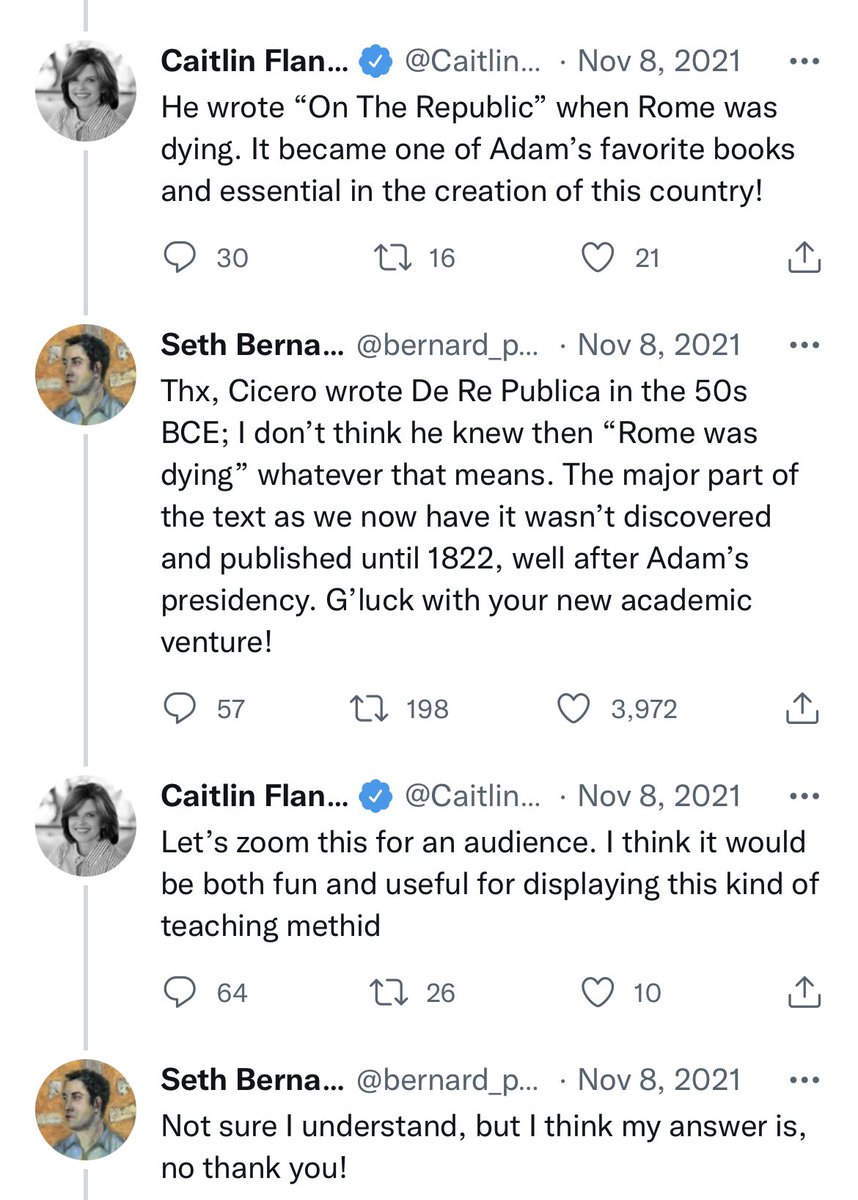 Caitlin Flan... @Caitlin... · Nov 8, 2021
He wrote “On The Republic” when Rome was
dying. It became one of Adam’s favorite books
and essential in the creation of this country!
30 16 21
Seth Berna... @bernard_p... · Nov 8, 2021
Thx, Cicero wrote De Re Publica in the 50s
BCE; I don’t think he knew then “Rome was
dying” whatever that means. The major part of
the text as we now have it wasn’t discovered
and published until 1822, well after Adam’s
presidency. G’luck with your new academic
venture!
57 198 3,972
Caitlin Flan... @Caitlin... · Nov 8, 2021
Let’s zoom this for an audience. I think it would
be both fun and useful for displaying this kind of
teaching methid
64 26 10
Seth Berna... @bernard_p... · Nov 8, 2021
Not sure I understand, but I think my answer is,
no thank you!